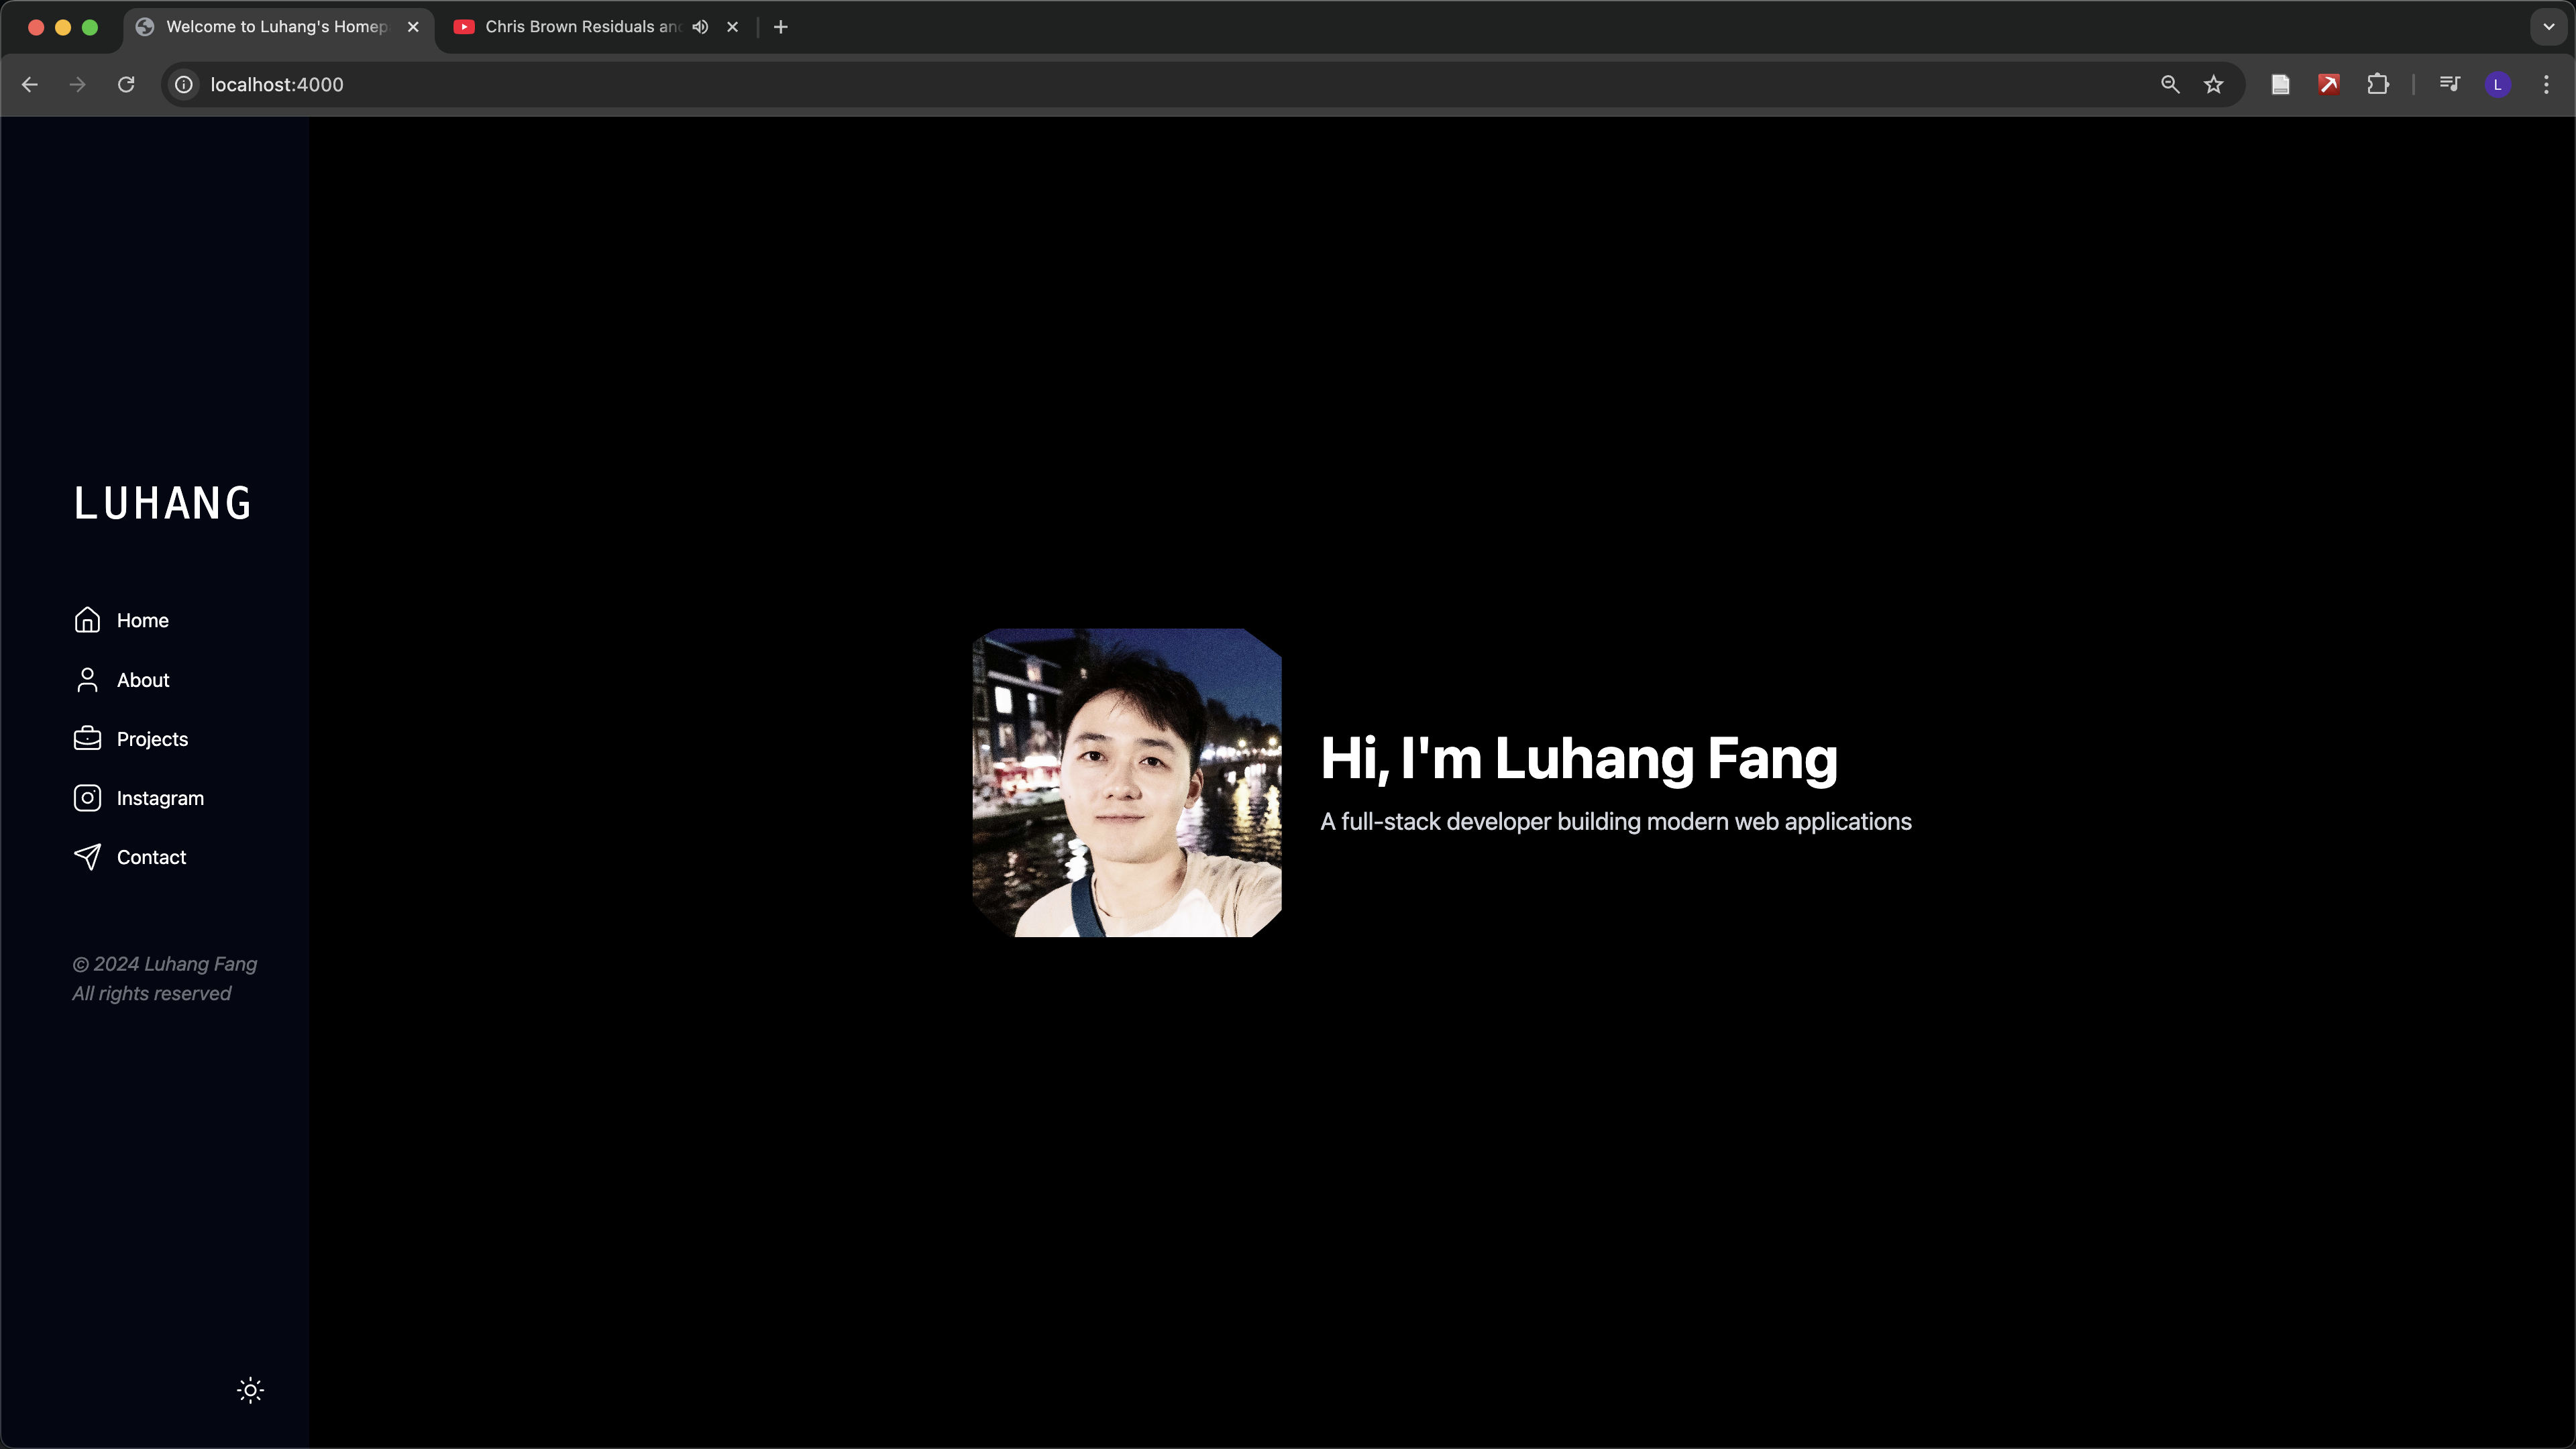 Welcome to Luhang's Homep
Chris Brown Residuals an
localhost:4000
L
LUHANG
Home
About
Projects
Instagram
Contact
© 2024 Luhang Fang
All rights reserved
Hi, I'm Luhang Fang
A full-stack developer building modern web applications